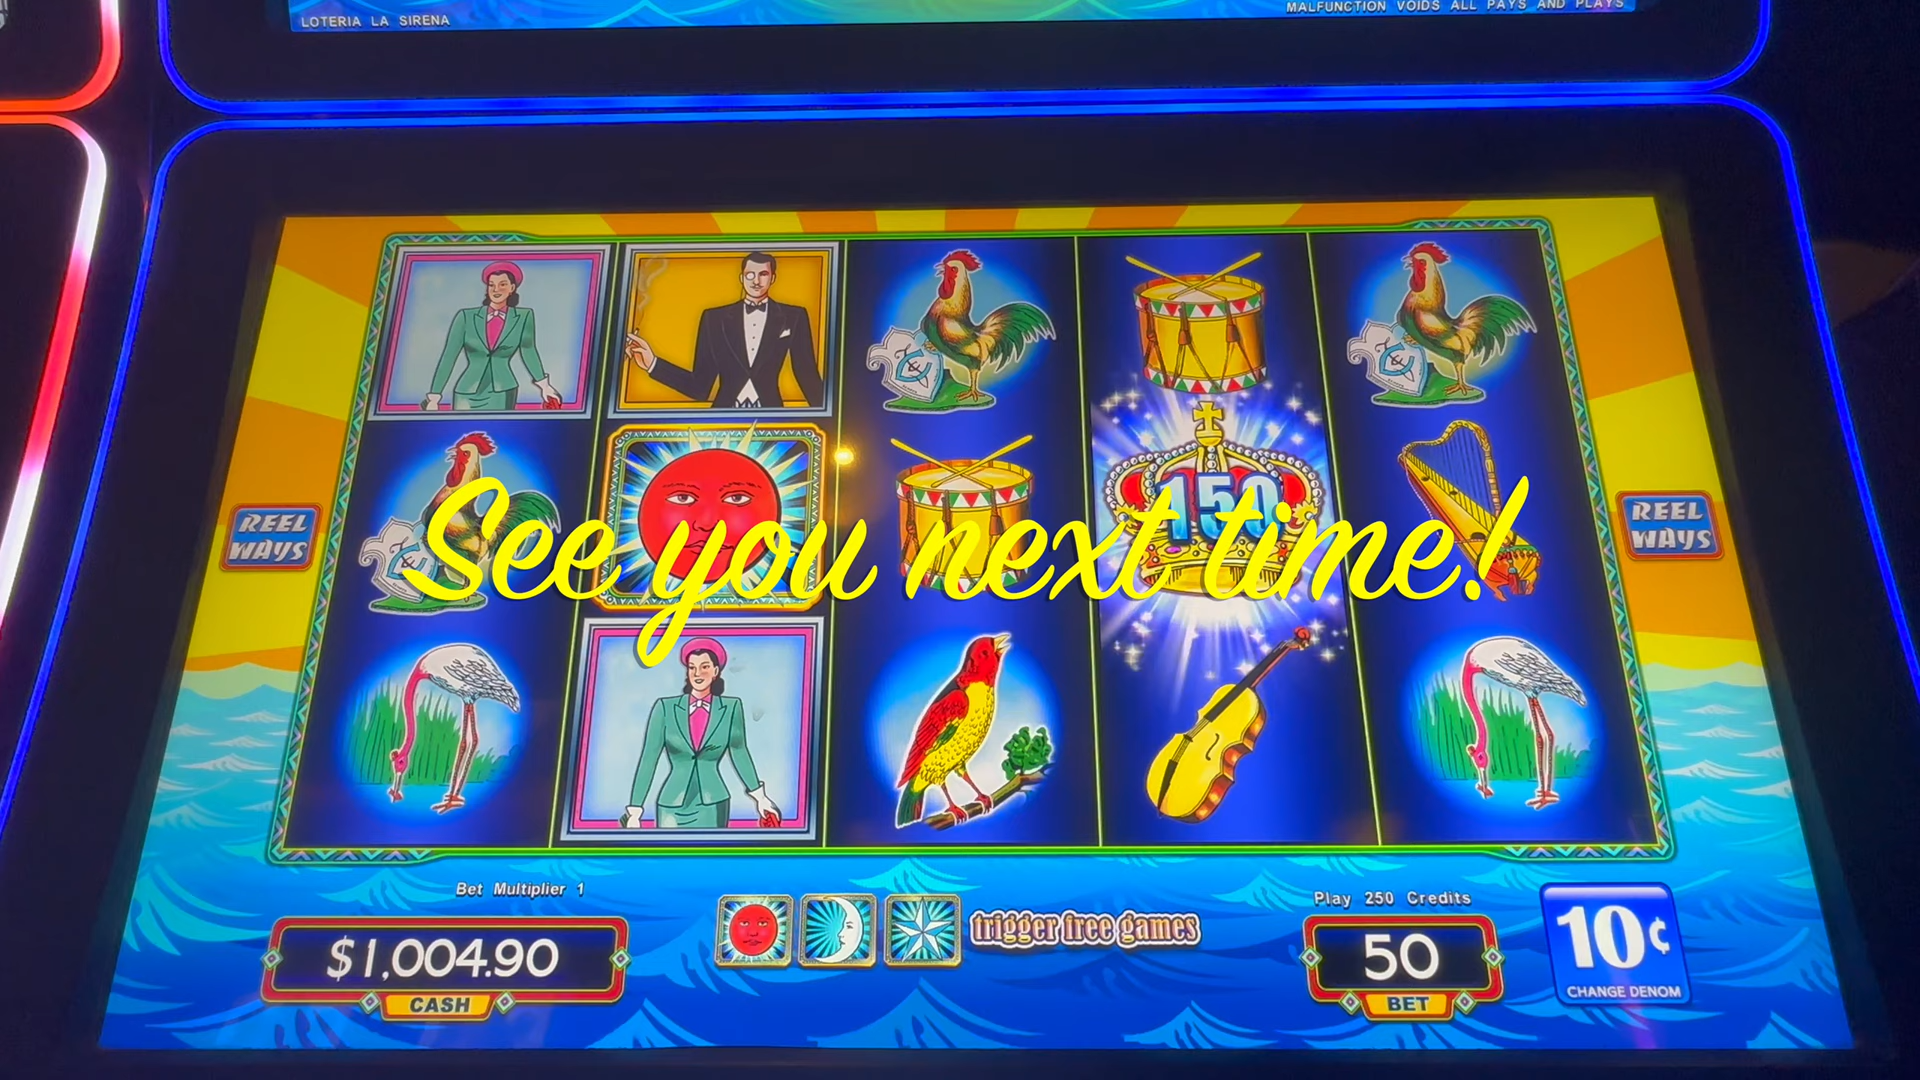 LOTERIA LA SIRENA
MALFUNCTION VOIDS ALL PAYS AND PLAYS
REEL
WAYS
150
REEL
WAYS
See you next time!
Bet Multiplier 1
$1,004.90
CASH
trigger free games
Play 250 Credits
50
BET
10¢
CHANGE DENOM